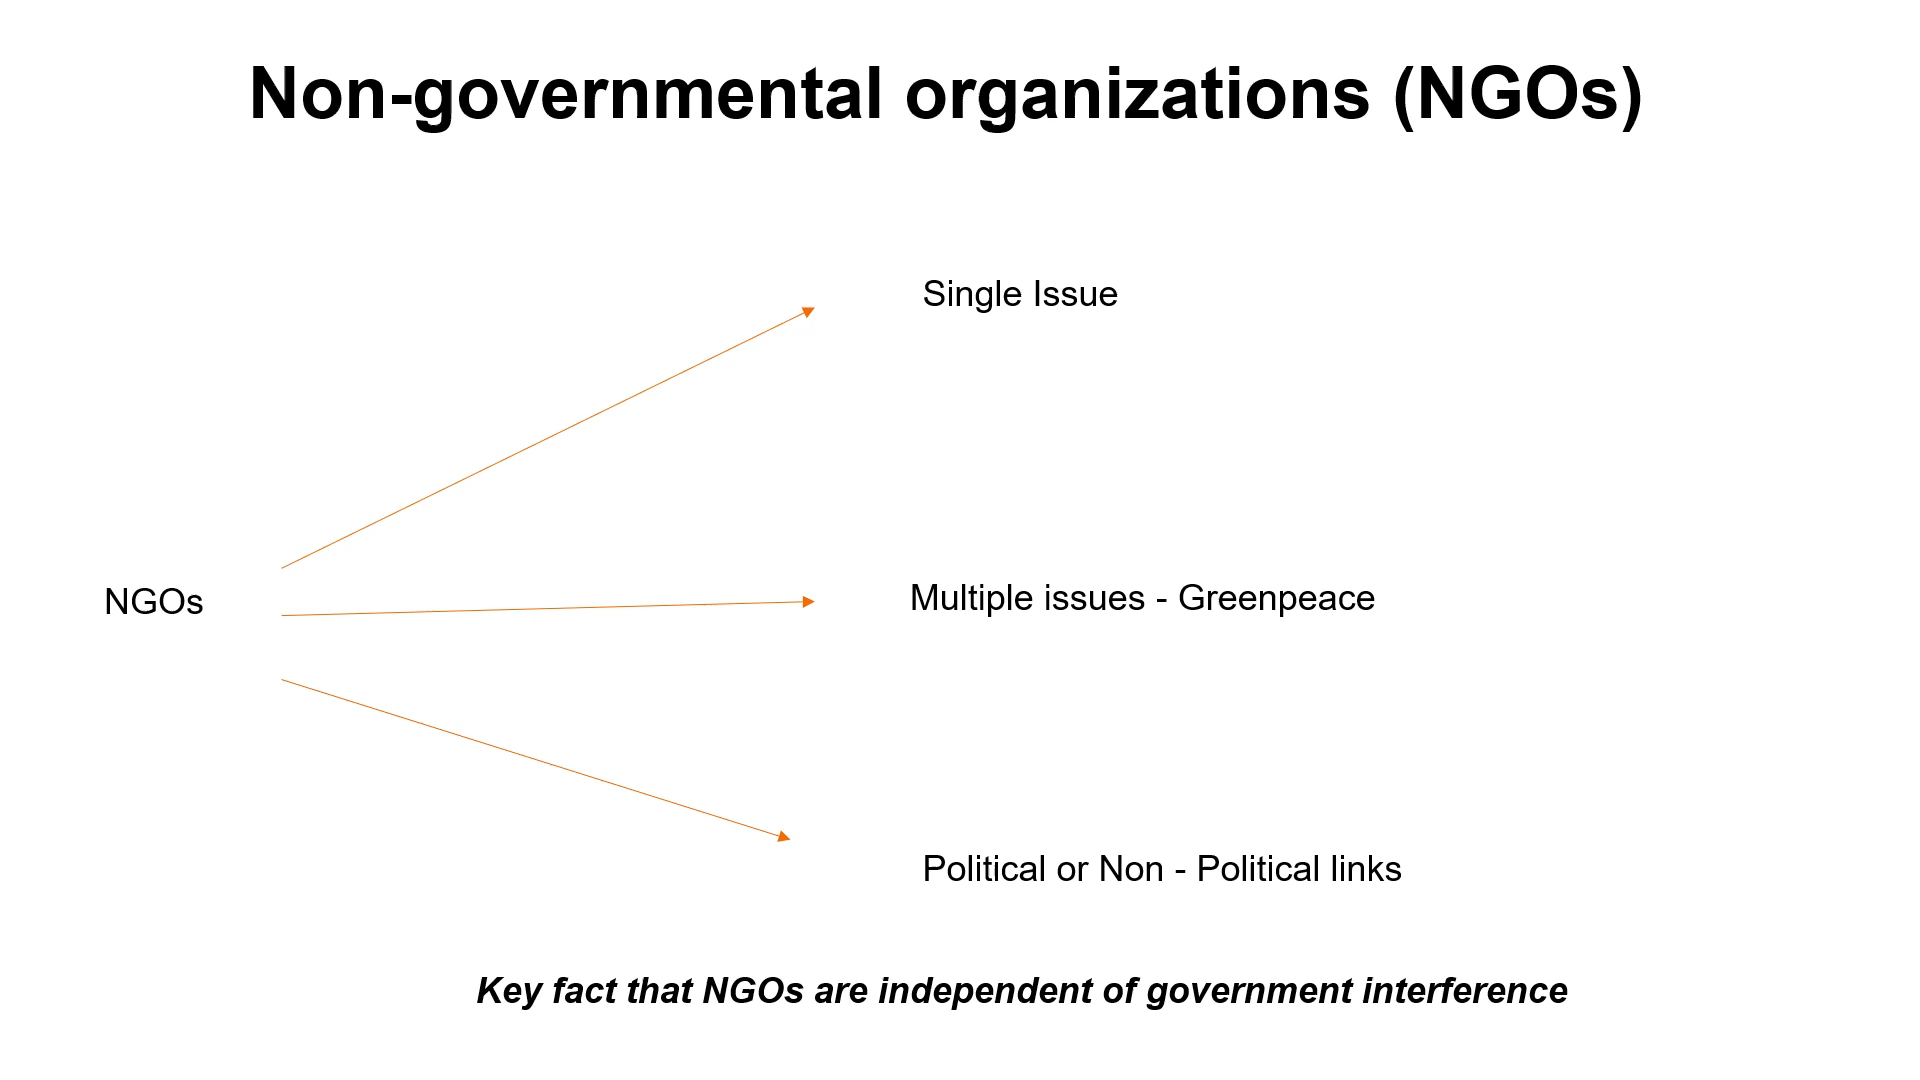 Non-governmental organizations (NGOs)
Single Issue
NGOs
Multiple issues - Greenpeace
Political or Non - Political links
Key fact that NGOs are independent of government interference